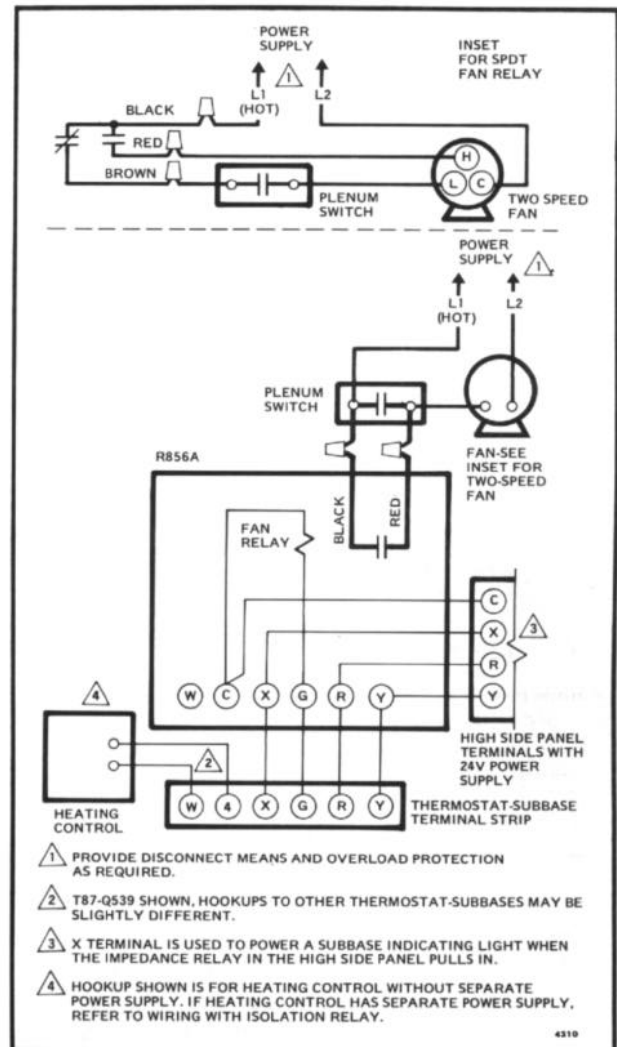 POWER
SUPPLY
INSET
FOR SPDT
FAN RELAY
1
L1
(HOT)
L2
BLACK
RED
BROWN
H
L
C
PLENUM
SWITCH
TWO SPEED
FAN
POWER
SUPPLY
1
L1
(HOT)
L2
PLENUM
SWITCH
R856A
FAN-SEE
INSET FOR
TWO-SPEED
FAN
BLACK
RED
FAN
RELAY
C
X
R
Y
3
W
C
X
G
R
Y
HIGH SIDE PANEL
TERMINALS WITH
24V POWER
SUPPLY
4
2
HEATING
CONTROL
W
4
X
G
R
Y
THERMOSTAT-SUBBASE
TERMINAL STRIP
1 PROVIDE DISCONNECT MEANS AND OVERLOAD PROTECTION
AS REQUIRED.
2 T87-Q539 SHOWN, HOOKUPS TO OTHER THERMOSTAT-SUBBASES MAY BE
SLIGHTLY DIFFERENT.
3 X TERMINAL IS USED TO POWER A SUBBASE INDICATING LIGHT WHEN
THE IMPEDANCE RELAY IN THE HIGH SIDE PANEL PULLS IN.
4 HOOKUP SHOWN IS FOR HEATING CONTROL WITHOUT SEPARATE
POWER SUPPLY. IF HEATING CONTROL HAS SEPARATE POWER SUPPLY,
REFER TO WIRING WITH ISOLATION RELAY.
4310